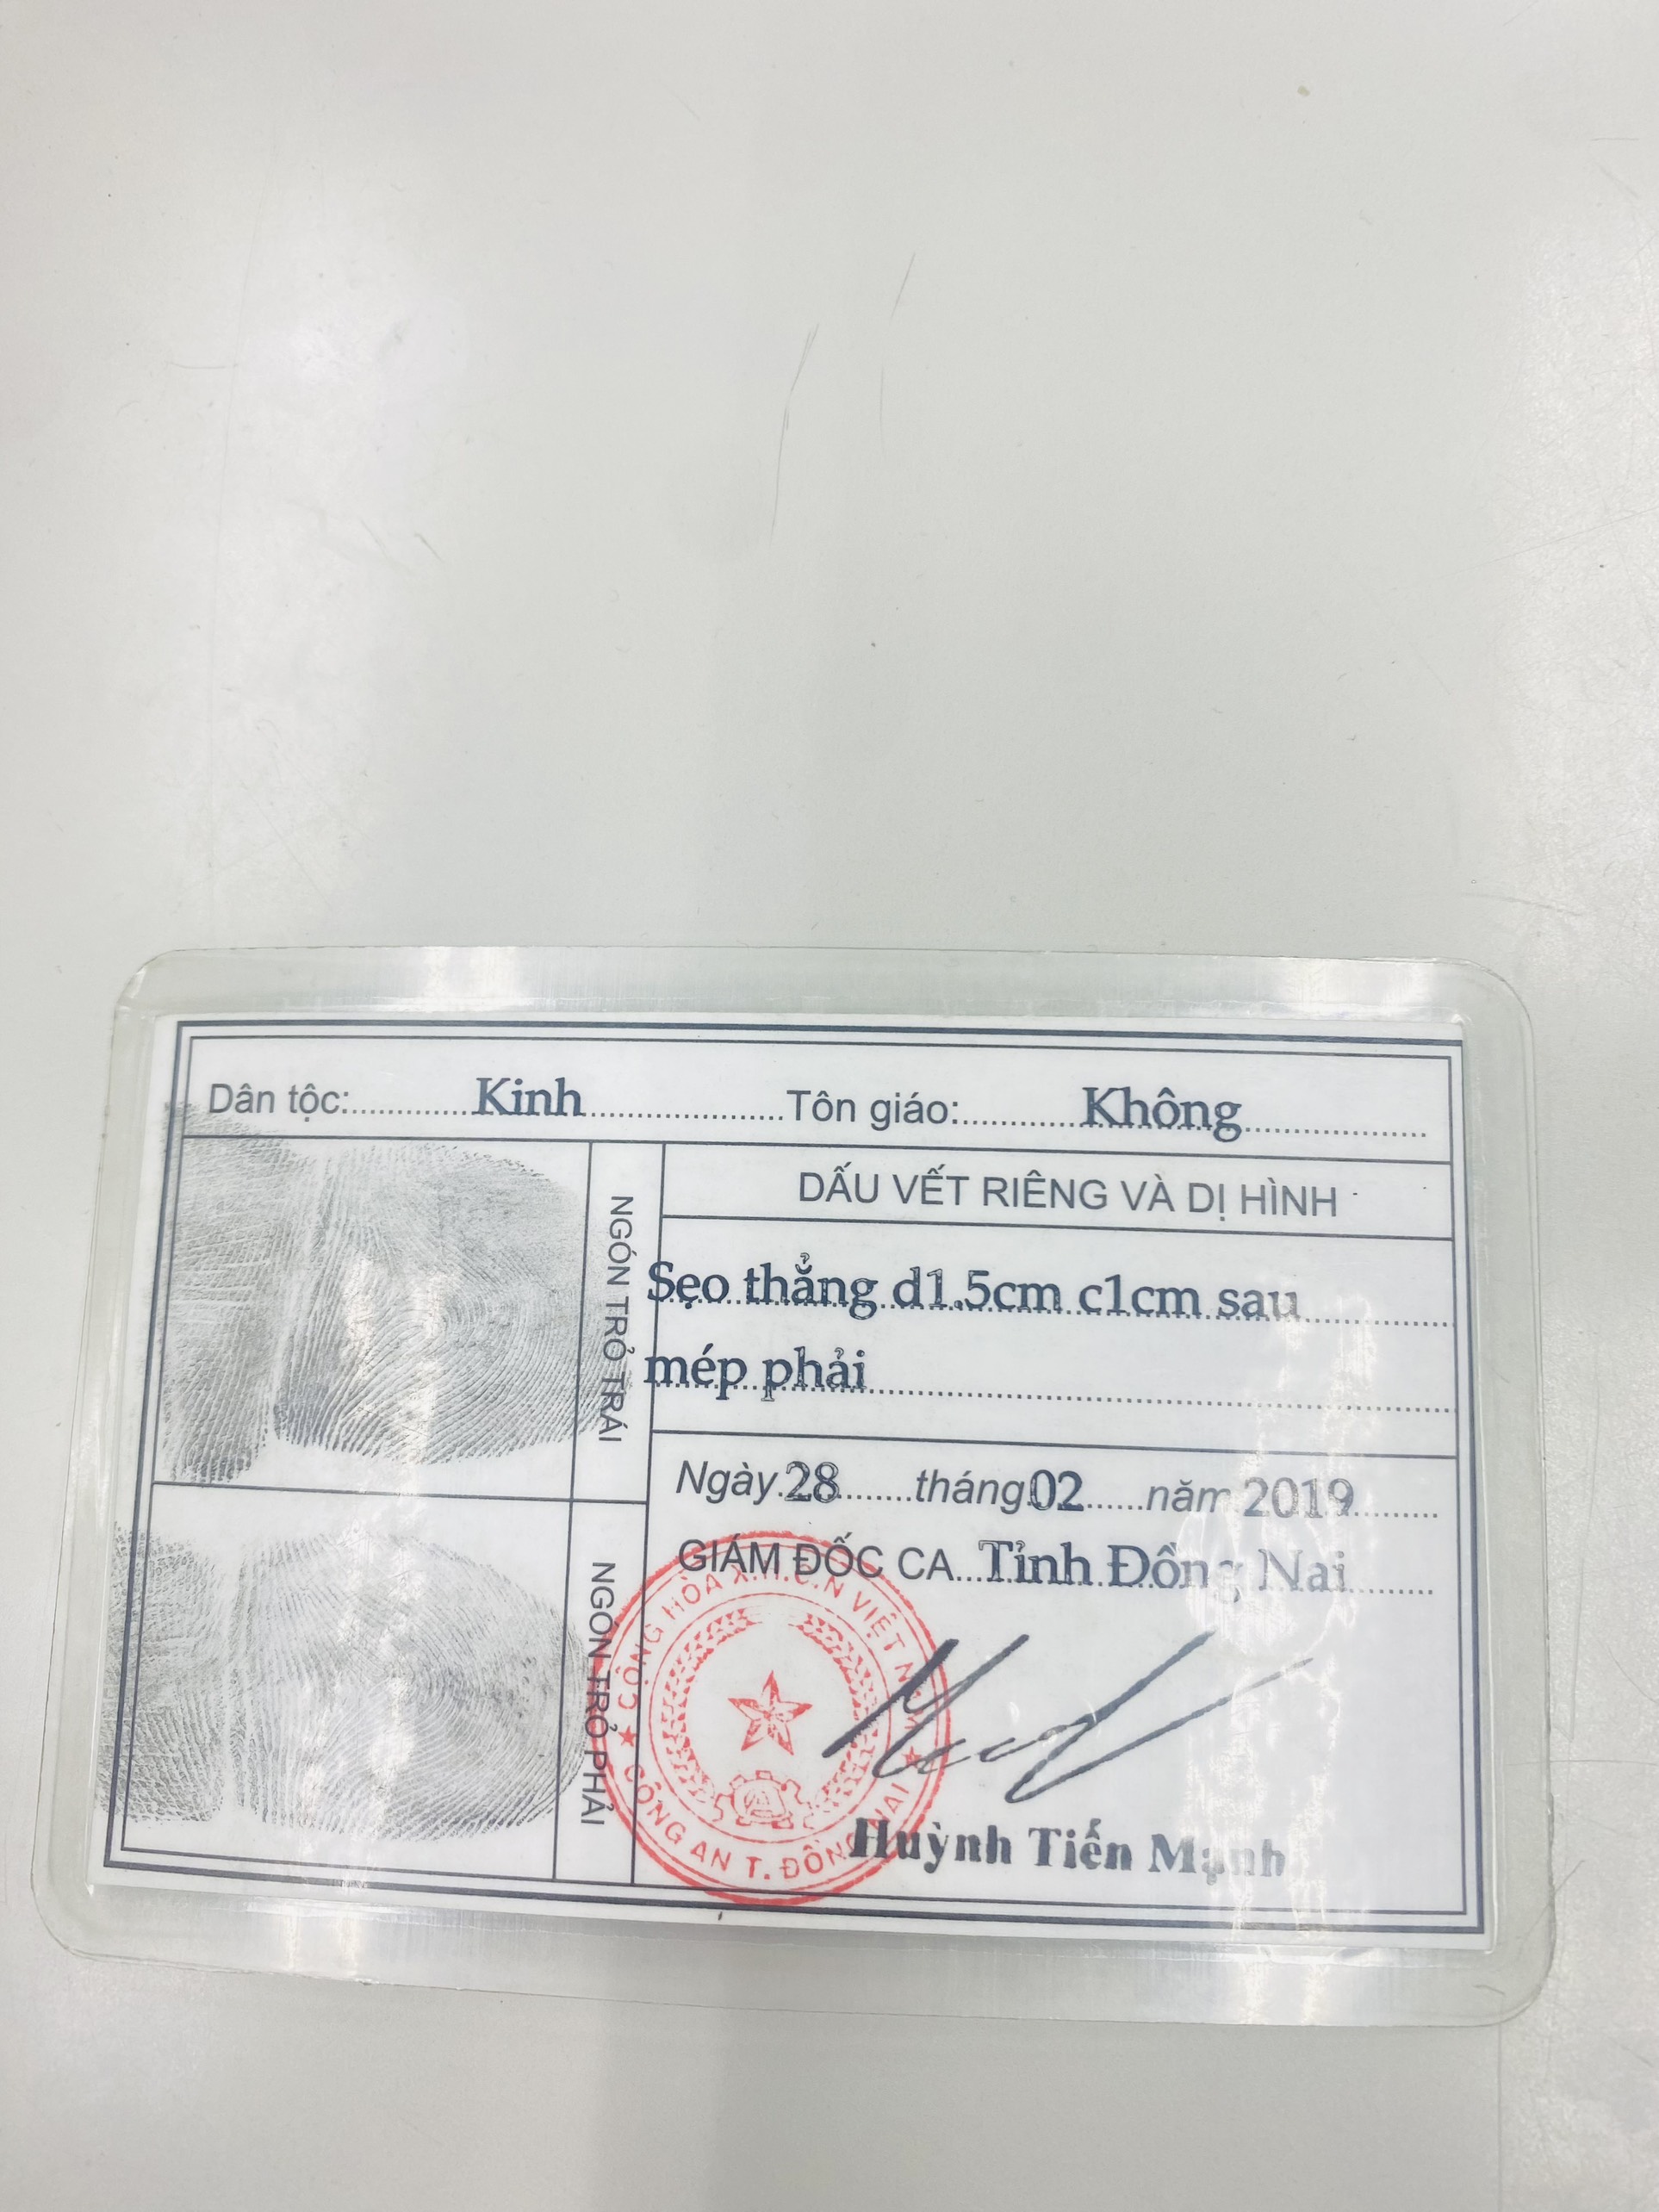 Dân tộc: Kinh Tôn giáo: Không
NGÓN TRỎ TRÁI
DẤU VẾT RIÊNG VÀ DỊ HÌNH
Sẹo thẳng d1.5cm c1cm sau
mép phải
NGÓN TRỎ PHẢI
Ngày 28 tháng 02 năm 2019
GIÁM ĐỐC CA Tỉnh Đồng Nai
CỘNG HÒA X.H.C.N VIỆT NAM
CÔNG AN T. ĐỒNG NAI
Huỳnh Tiến Mạnh